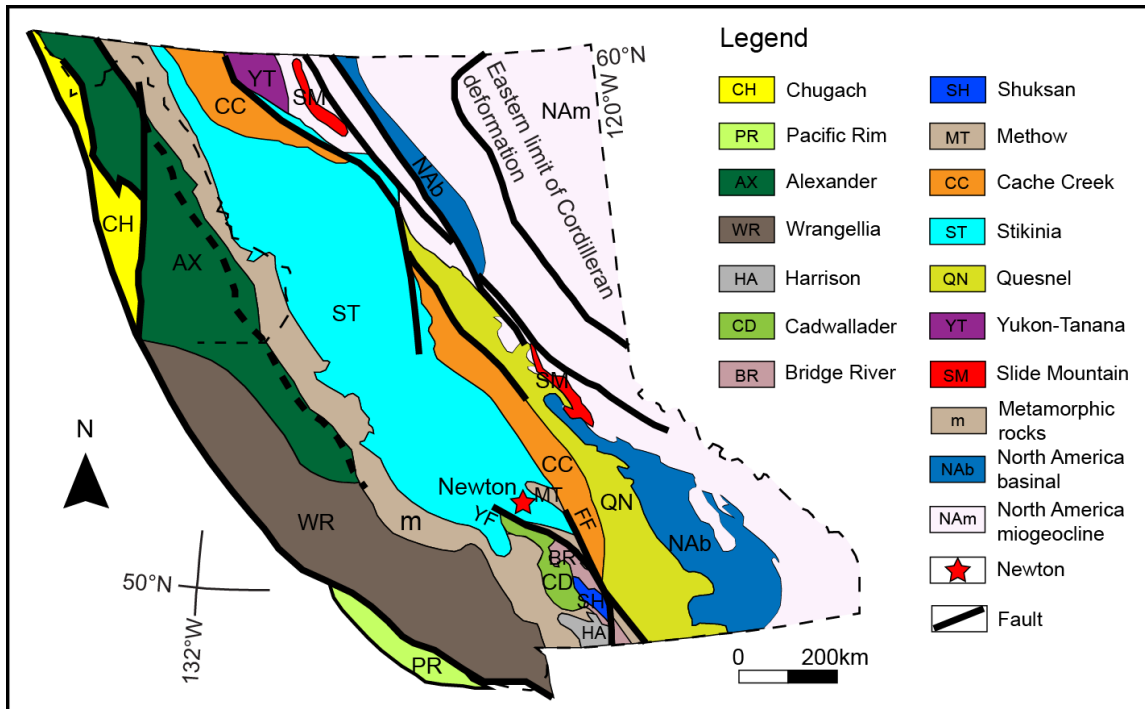 Legend
CH Chugach
PR Pacific Rim
AX Alexander
WR Wrangellia
HA Harrison
CD Cadwallader
BR Bridge River
SH Shuksan
MT Methow
CC Cache Creek
ST Stikinia
QN Quesnel
YT Yukon-Tanana
SM Slide Mountain
m Metamorphic
rocks
NAb North America
basinal
NAm North America
miogeocline
Newton
Fault
60°N
120°W
YT
SM
CC
NAm
Eastern limit of Cordilleran
deformation
NAb
CH
AX
ST
SM
N
CC
QN
Newton
MT
YF
FF
WR
m
NAb
BR
CD
SH
HA
50°N
132°W
PR
0 200km